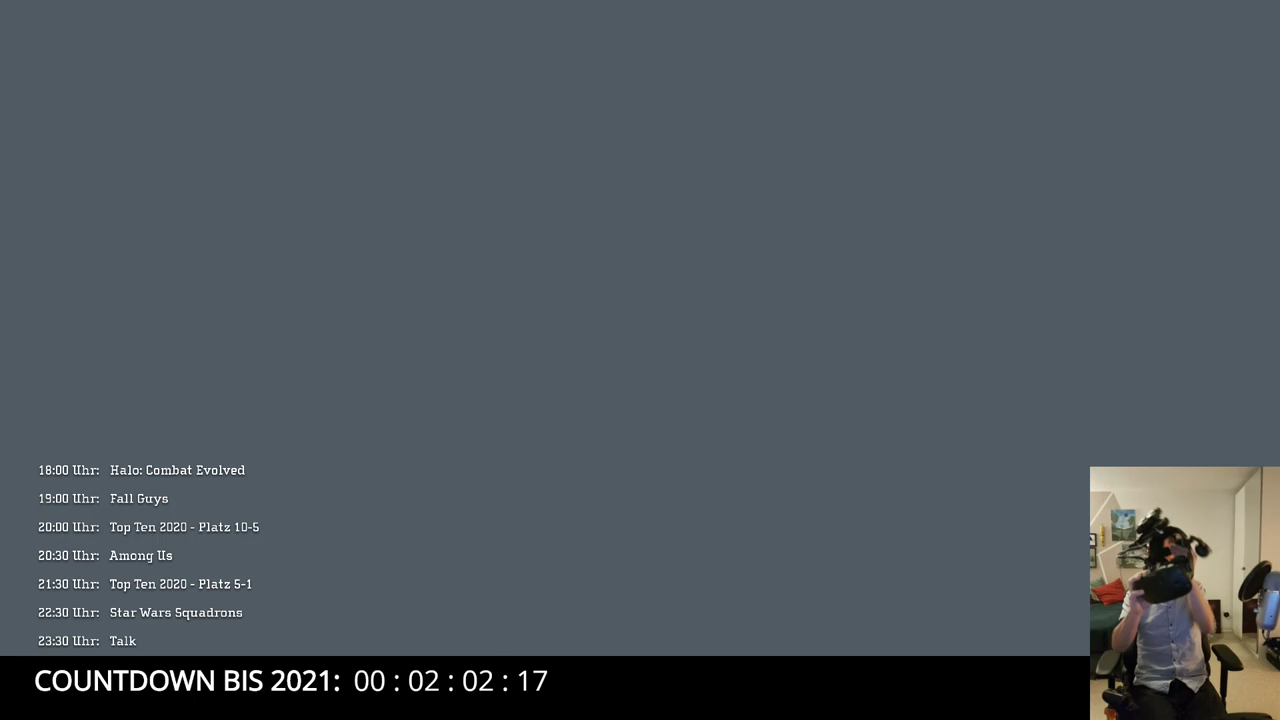 18:00 Uhr: Halo: Combat Evolved
19:00 Uhr: Fall Guys
20:00 Uhr: Top Ten 2020 - Platz 10-5
20:30 Uhr: Among Us
21:30 Uhr: Top Ten 2020 - Platz 5-1
22:30 Uhr: Star Wars Squadrons
23:30 Uhr: Talk
COUNTDOWN BIS 2021: 00 : 02 : 02 : 17